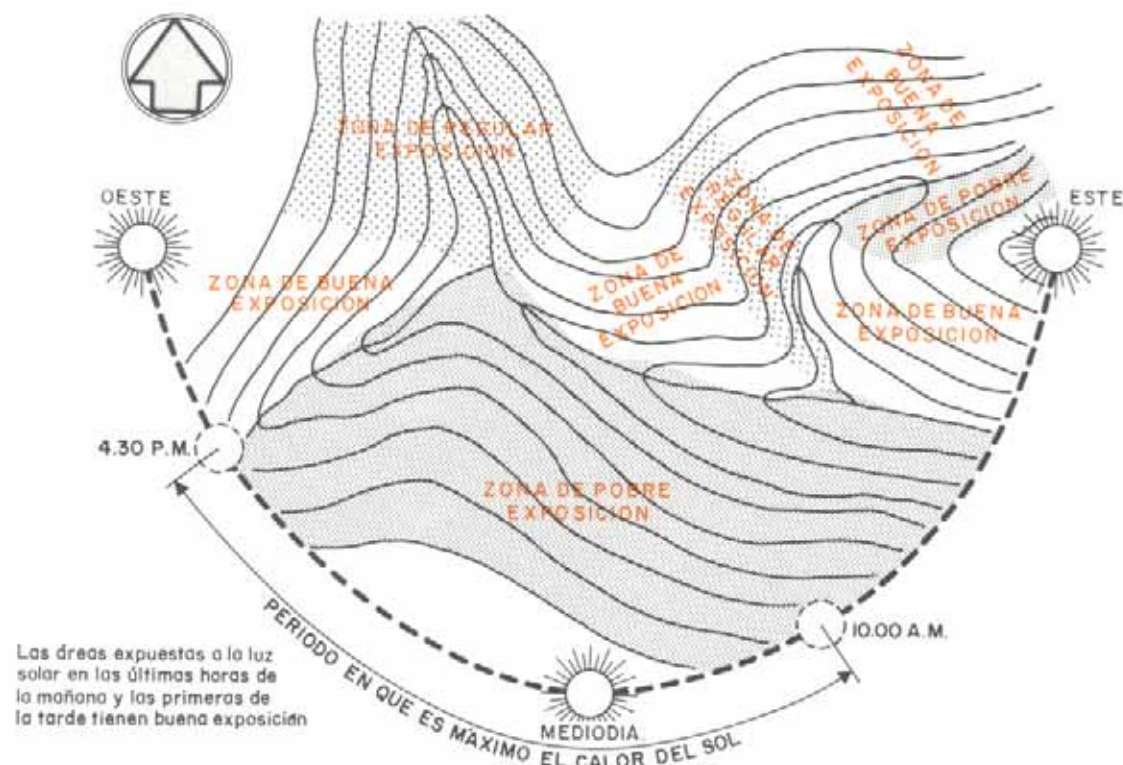 ZONA DE REGULAR
EXPOSICION
ZONA DE
BUENA
EXPOSICION
OESTE
ESTE
ZONA DE POBRE
EXPOSICION
ZONA DE
REGULAR
EXPOSICION
ZONA DE BUENA
EXPOSICIÓN
ZONA DE
BUENA
EXPOSICION
ZONA DE BUENA
EXPOSICION
4.30 P.M.
ZONA DE POBRE
EXPOSICION
10.00 A.M.
PERIODO EN QUE ES MÁXIMO EL CALOR DEL SOL
MEDIODIA
Las áreas expuestas a la luz
solar en las últimas horas de
la mañana y las primeras de
la tarde tienen buena exposición